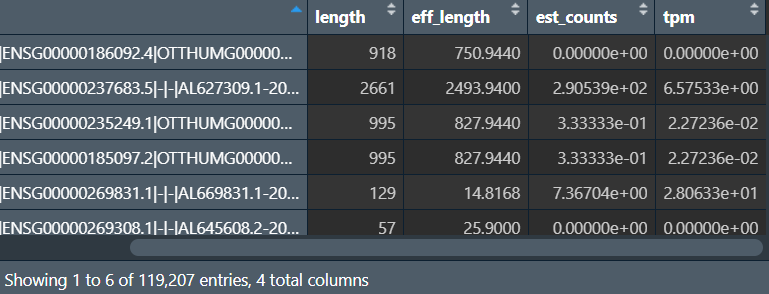 length eff_length est_counts tpm
|ENSG00000186092.4|OTTHUMG00000... 918 750.9440 0.00000e+00 0.00000e+00
|ENSG00000237683.5|-|-|AL627309.1-20... 2661 2493.9400 2.90539e+02 6.57533e+00
|ENSG00000235249.1|OTTHUMG00000... 995 827.9440 3.33333e-01 2.27236e-02
|ENSG00000185097.2|OTTHUMG00000... 995 827.9440 3.33333e-01 2.27236e-02
|ENSG00000269831.1|-|-|AL669831.1-20... 129 14.8168 7.36704e+00 2.80633e+01
|ENSG00000269308.1|-|-|AL645608.2-20... 57 25.9000 0.00000e+00 0.00000e+00
Showing 1 to 6 of 119,207 entries, 4 total columns